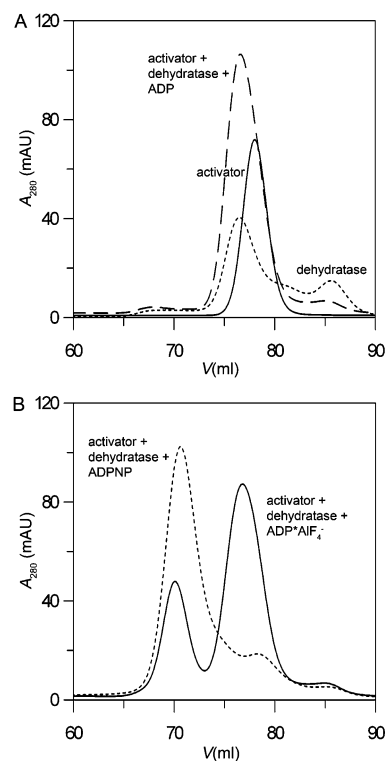 A
120
80
40
0
A280 (mAU)
activator +
dehydratase +
ADP
activator
dehydratase
60 70 80 90
V(ml)
B
120
80
40
0
A280 (mAU)
activator +
dehydratase +
ADPNP
activator +
dehydratase +
ADP*AlF4-
60 70 80 90
V(ml)